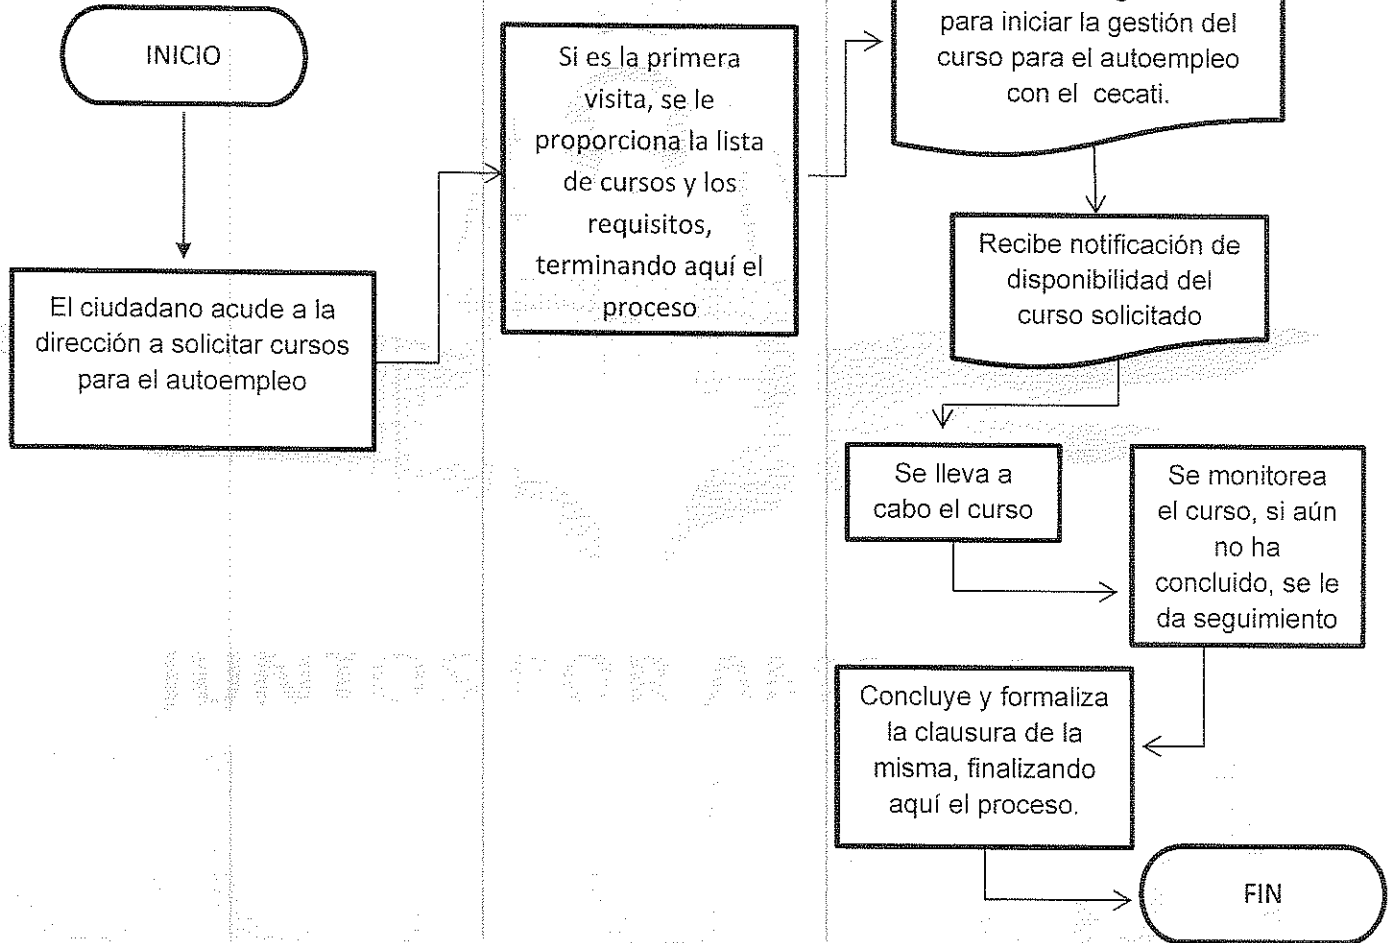 INICIO
El ciudadano acude a la
dirección a solicitar cursos
para el autoempleo
Si es la primera
visita, se le
proporciona la lista
de cursos y los
requisitos,
terminando aquí el
proceso
para iniciar la gestión del
curso para el autoempleo
con el cecati.
Recibe notificación de
disponibilidad del
curso solicitado
Se lleva a
cabo el curso
Se monitorea
el curso, si aún
no ha
concluido, se le
da seguimiento
Concluye y formaliza
la clausura de la
misma, finalizando
aquí el proceso.
FIN
JUNTOS POR